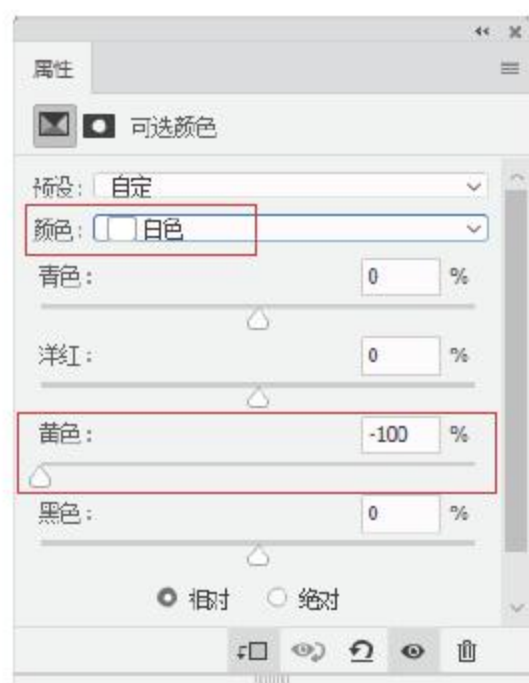 属性
可选颜色
预设: 自定
颜色: 白色
青色: 0 %
洋红: 0 %
黄色: -100 %
黑色: 0 %
相对 绝对